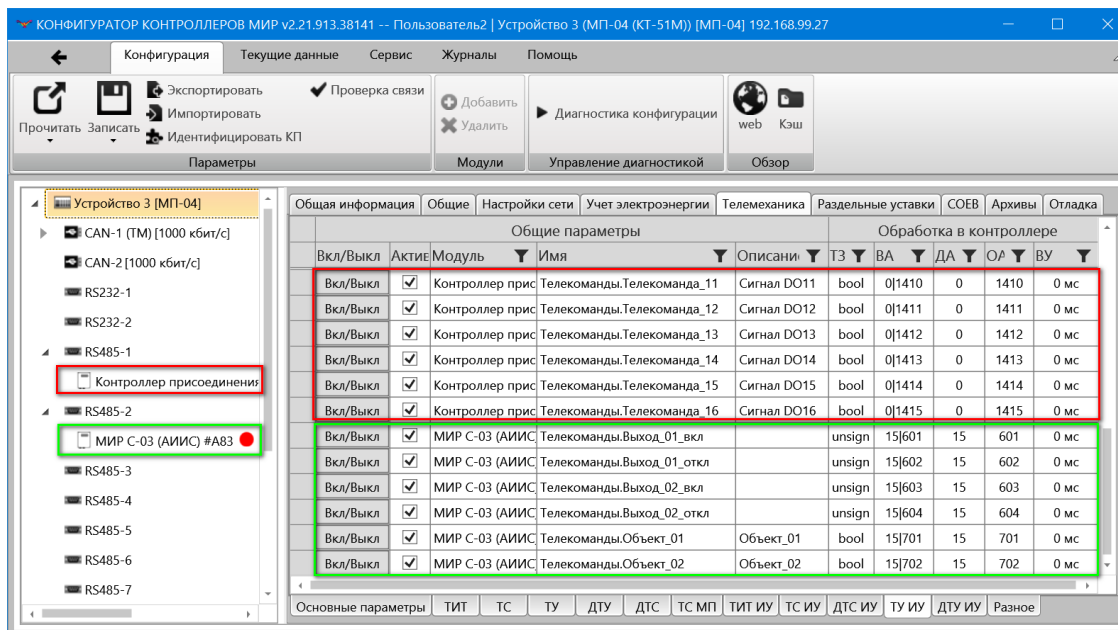 КОНФИГУРАТОР КОНТРОЛЛЕРОВ МИР v2.21.913.38141 -- Пользователь2 | Устройство 3 (МП-04 (КТ-51М)) [МП-04] 192.168.99.27
Конфигурация Текущие данные Сервис Журналы Помощь
Прочитать Записать Экспортировать Проверка связи
Импортировать
Идентифицировать КП
Добавить
Удалить
Диагностика конфигурации
web Кэш
Параметры Модули Управление диагностикой Обзор
Устройство 3 [МП-04]
CAN-1 (TM) [1000 кбит/с]
CAN-2 [1000 кбит/с]
RS232-1
RS232-2
RS485-1
Контроллер присоединения
RS485-2
МИР С-03 (АИИС) #A83
RS485-3
RS485-4
RS485-5
RS485-6
RS485-7
Общая информация Общие Настройки сети Учет электроэнергии Телемеханика Раздельные уставки СОЕВ Архивы Отладка
Общие параметры Обработка в контроллере
Вкл/Выкл Актив Модуль Имя Описани ТЗ ВА ДА ОА ВУ
Вкл/Выкл Контроллер прис Телекоманды.Телекоманда_11 Сигнал DO11 bool 0|1410 0 1410 0 мс
Вкл/Выкл Контроллер прис Телекоманды.Телекоманда_12 Сигнал DO12 bool 0|1411 0 1411 0 мс
Вкл/Выкл Контроллер прис Телекоманды.Телекоманда_13 Сигнал DO13 bool 0|1412 0 1412 0 мс
Вкл/Выкл Контроллер прис Телекоманды.Телекоманда_14 Сигнал DO14 bool 0|1413 0 1413 0 мс
Вкл/Выкл Контроллер прис Телекоманды.Телекоманда_15 Сигнал DO15 bool 0|1414 0 1414 0 мс
Вкл/Выкл Контроллер прис Телекоманды.Телекоманда_16 Сигнал DO16 bool 0|1415 0 1415 0 мс
Вкл/Выкл МИР С-03 (АИИС Телекоманды.Выход_01_вкл unsign 15|601 15 601 0 мс
Вкл/Выкл МИР С-03 (АИИС Телекоманды.Выход_01_откл unsign 15|602 15 602 0 мс
Вкл/Выкл МИР С-03 (АИИС Телекоманды.Выход_02_вкл unsign 15|603 15 603 0 мс
Вкл/Выкл МИР С-03 (АИИС Телекоманды.Выход_02_откл unsign 15|604 15 604 0 мс
Вкл/Выкл МИР С-03 (АИИС Телекоманды.Объект_01 Объект_01 bool 15|701 15 701 0 мс
Вкл/Выкл МИР С-03 (АИИС Телекоманды.Объект_02 Объект_02 bool 15|702 15 702 0 мс
Основные параметры ТИТ ТС ТУ ДТУ ДТС ТС МП ТИТ ИУ ТС ИУ ДТС ИУ ТУ ИУ ДТУ ИУ Разное